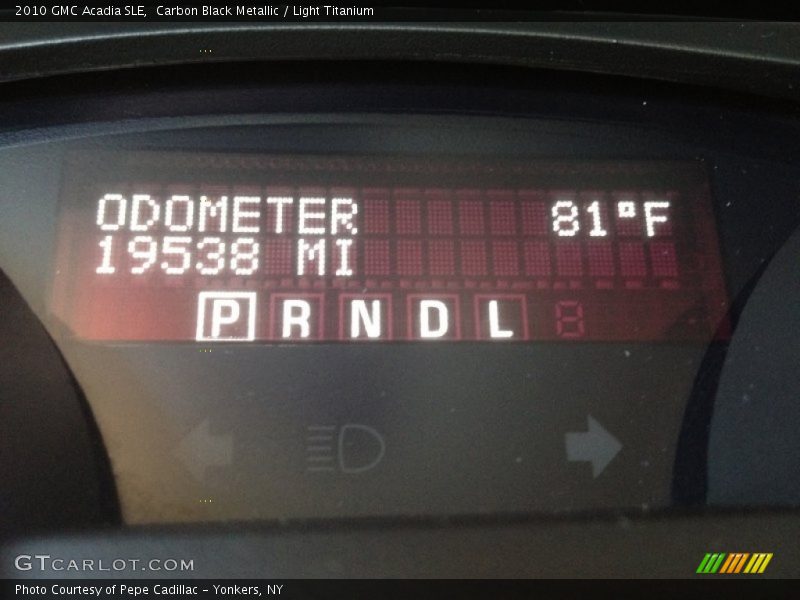 2010 GMC Acadia SLE, Carbon Black Metallic / Light Titanium
ODOMETER 81°F
19538 MI
P R N D L 8
GTCARLOT.COM
Photo Courtesy of Pepe Cadillac - Yonkers, NY